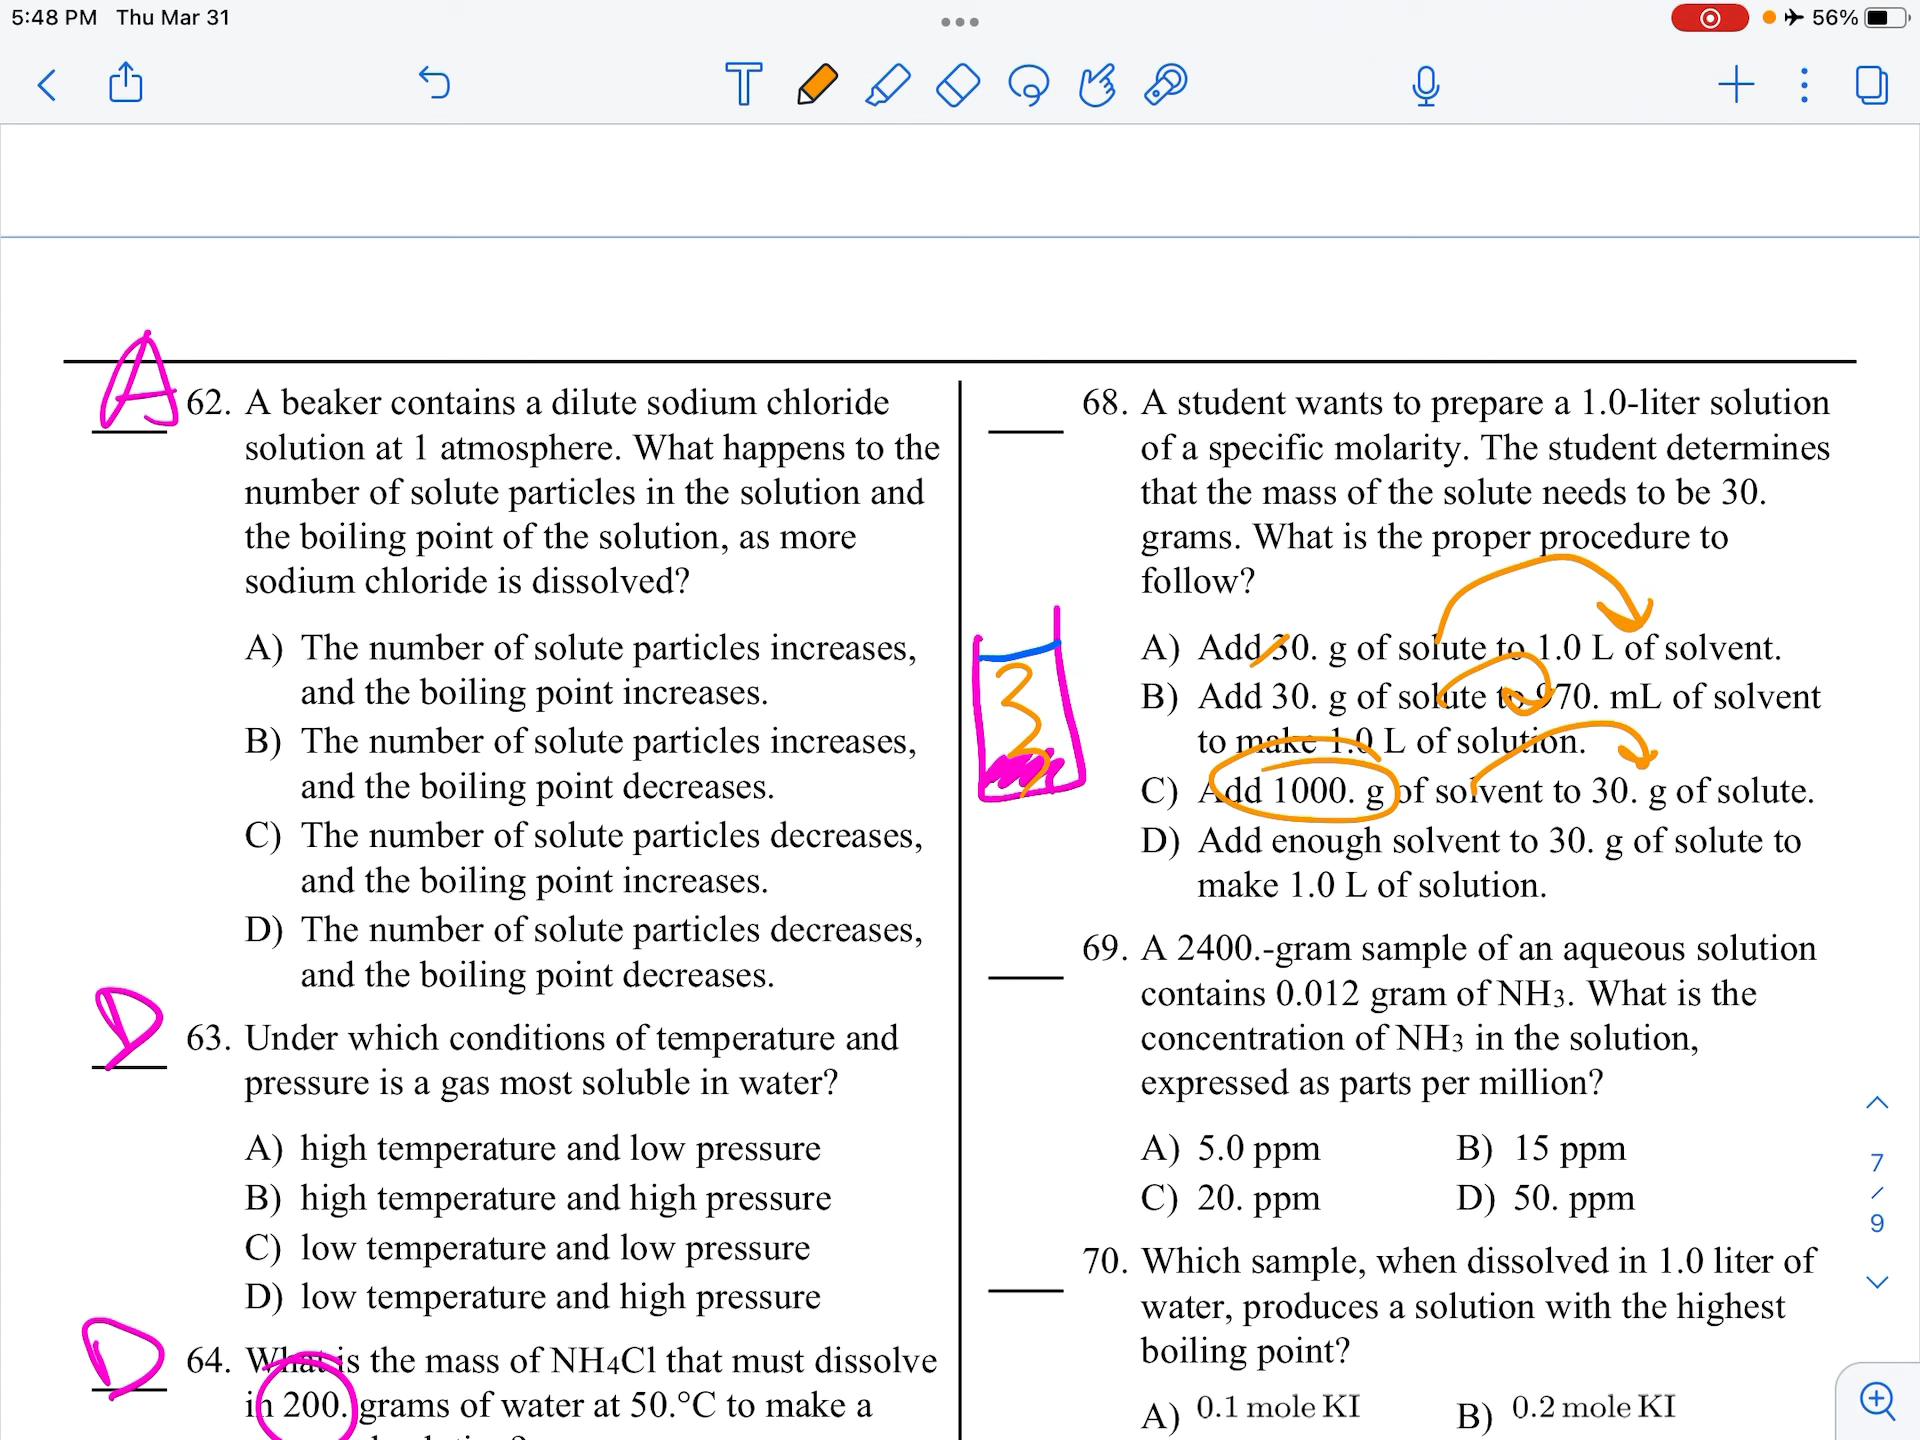 5:48 PM Thu Mar 31
56%
A
62. A beaker contains a dilute sodium chloride
solution at 1 atmosphere. What happens to the
number of solute particles in the solution and
the boiling point of the solution, as more
sodium chloride is dissolved?
A) The number of solute particles increases,
and the boiling point increases.
B) The number of solute particles increases,
and the boiling point decreases.
C) The number of solute particles decreases,
and the boiling point increases.
D) The number of solute particles decreases,
and the boiling point decreases.
D
63. Under which conditions of temperature and
pressure is a gas most soluble in water?
A) high temperature and low pressure
B) high temperature and high pressure
C) low temperature and low pressure
D) low temperature and high pressure
D
64. What is the mass of NH4Cl that must dissolve
in 200. grams of water at 50.°C to make a
68. A student wants to prepare a 1.0-liter solution
of a specific molarity. The student determines
that the mass of the solute needs to be 30.
grams. What is the proper procedure to
follow?
A) Add 30. g of solute to 1.0 L of solvent.
B) Add 30. g of solute to 970. mL of solvent
to make 1.0 L of solution.
C) Add 1000. g of solvent to 30. g of solute.
D) Add enough solvent to 30. g of solute to
make 1.0 L of solution.
69. A 2400.-gram sample of an aqueous solution
contains 0.012 gram of NH3. What is the
concentration of NH3 in the solution,
expressed as parts per million?
A) 5.0 ppm B) 15 ppm
C) 20. ppm D) 50. ppm
70. Which sample, when dissolved in 1.0 liter of
water, produces a solution with the highest
boiling point?
A) 0.1 mole KI B) 0.2 mole KI
7
/
9